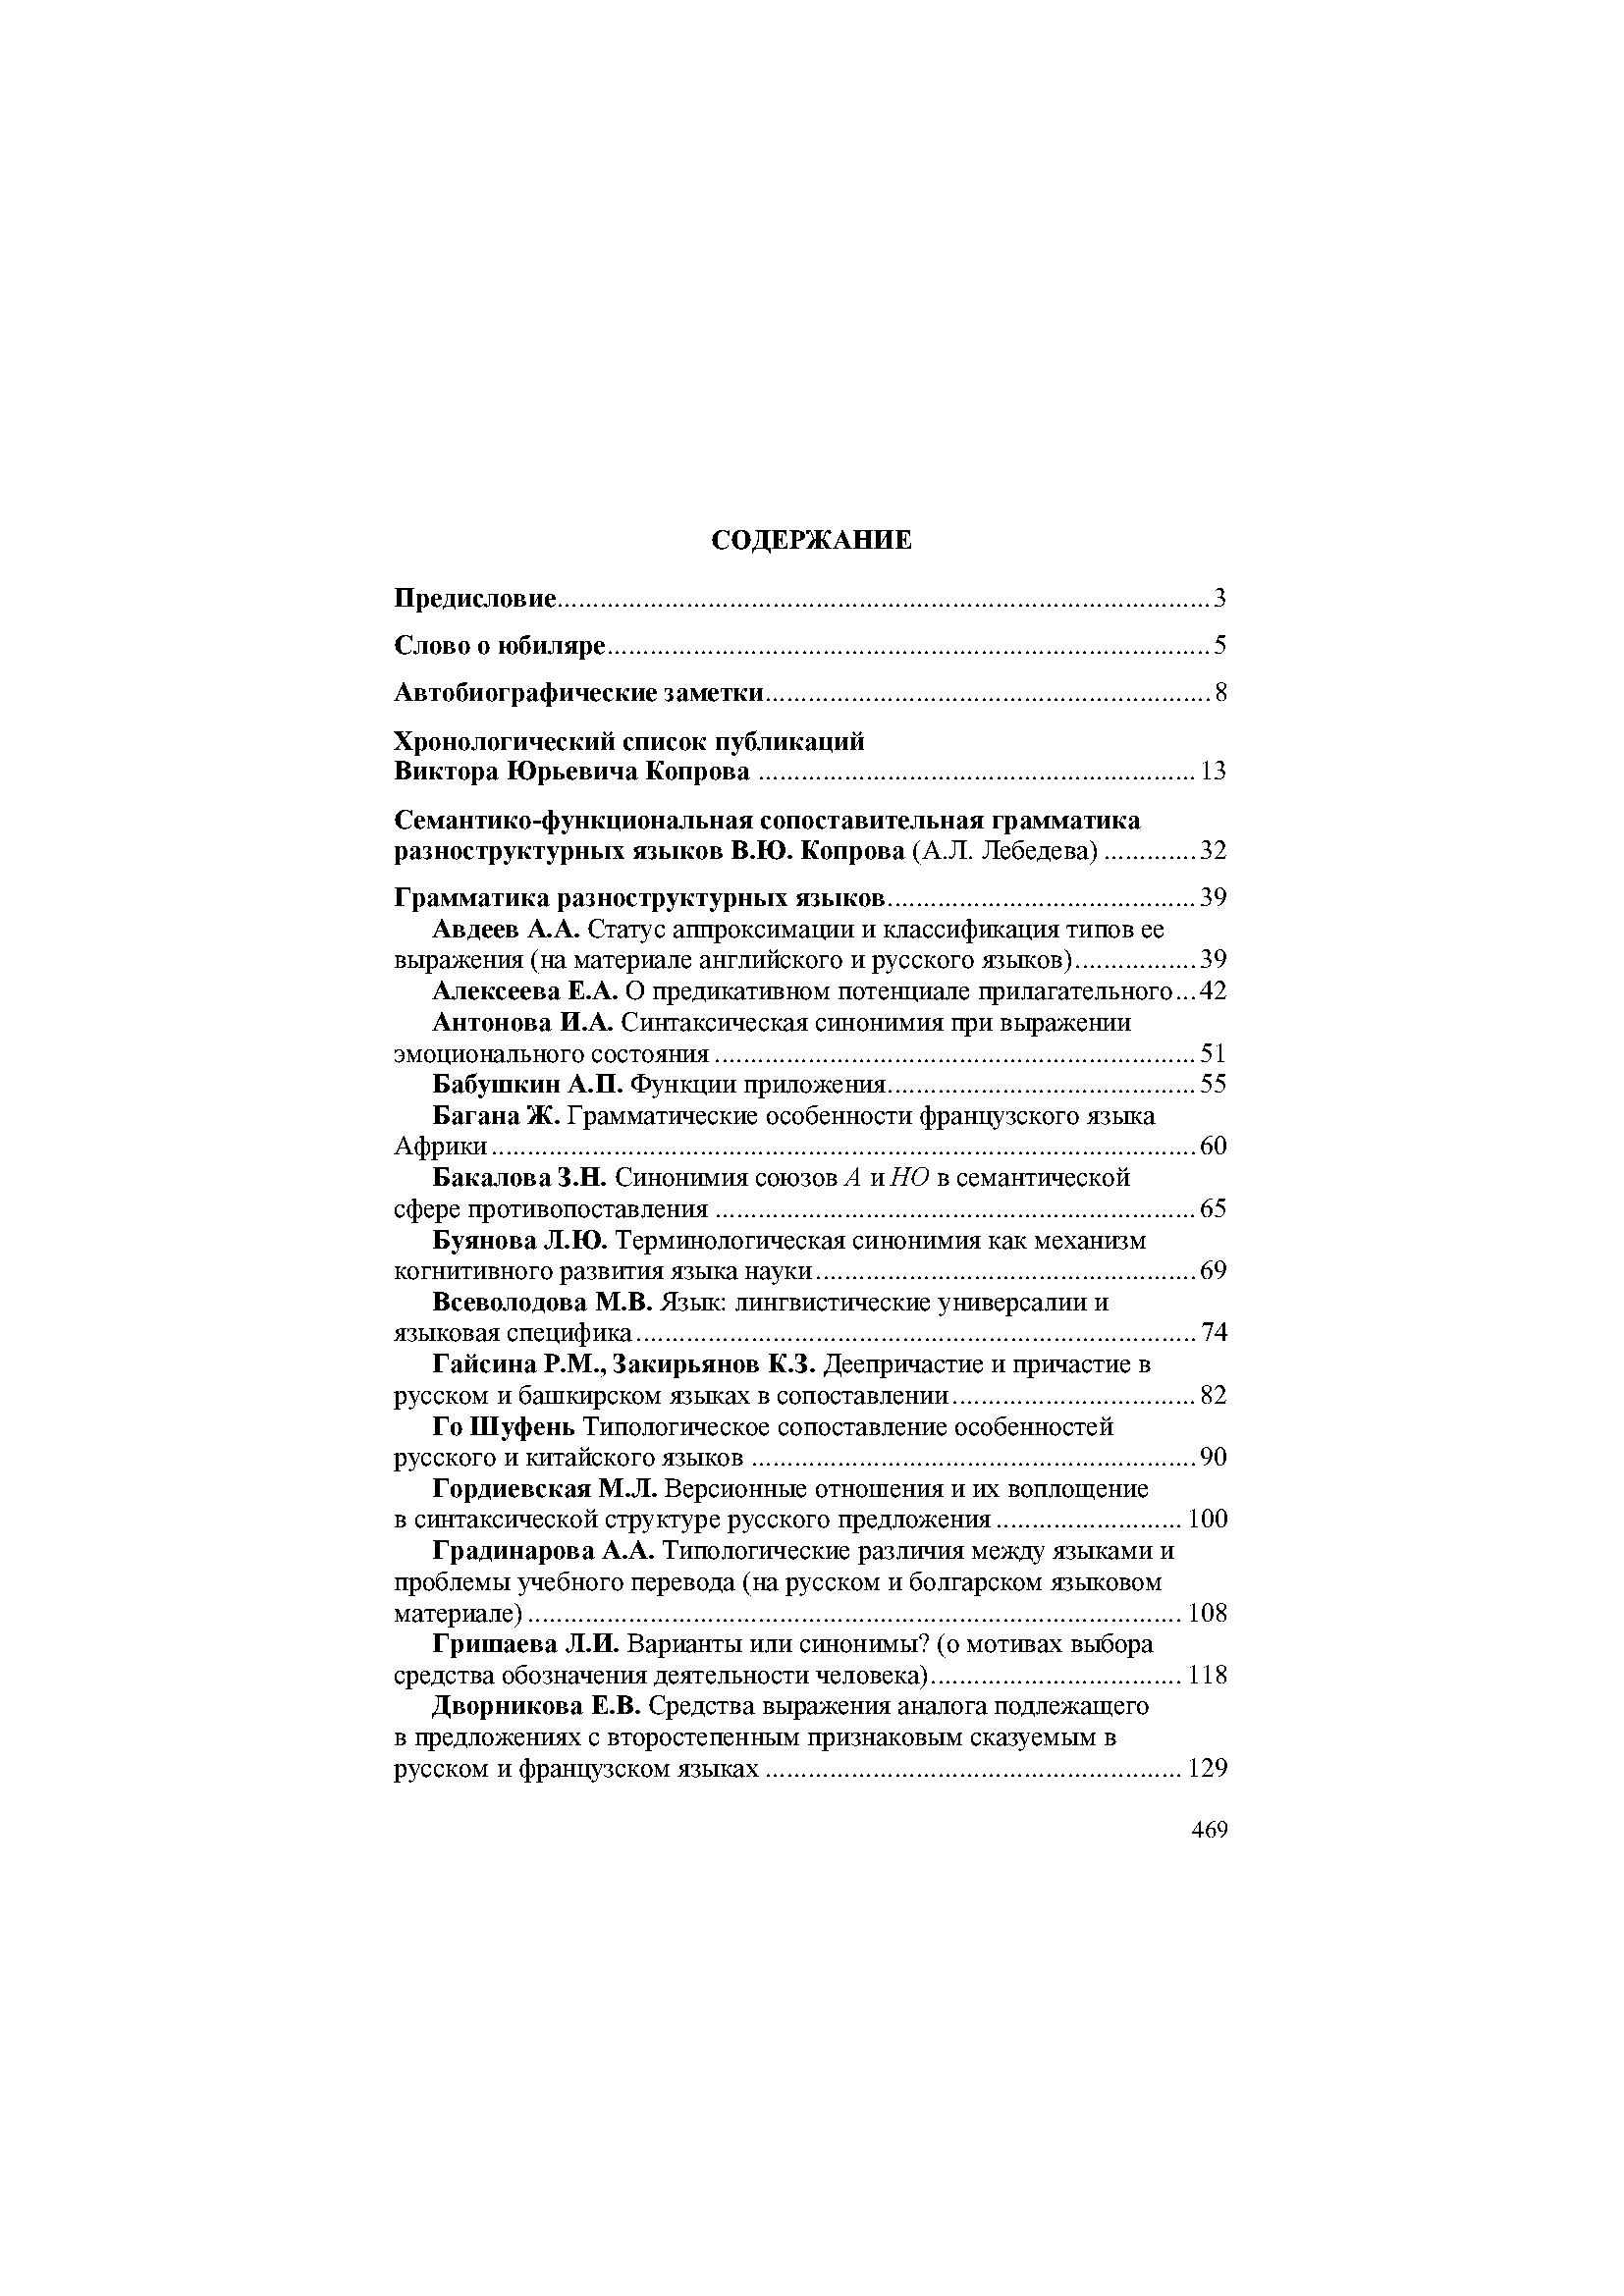 СОДЕРЖАНИЕ
Предисловие...........................................................................................3
Слово о юбиляре....................................................................................5
Автобиографические заметки..............................................................8
Хронологический список публикаций
Виктора Юрьевича Копрова ............................................................. 13
Семантико-функциональная сопоставительная грамматика
разноструктурных языков В.Ю. Копрова (А.Л. Лебедева) .............32
Грамматика разноструктурных языков...........................................39
Авдеев А.А. Статус аппроксимации и классификация типов ее
выражения (на материале английского и русского языков).................39
Алексеева Е.А. О предикативном потенциале прилагательного...42
Антонова И.А. Синтаксическая синонимия при выражении
эмоционального состояния ................................................................... 51
Бабушкин А.П. Функции приложения........................................... 55
Багана Ж. Грамматические особенности французского языка
Африки..................................................................................................60
Бакалова З.Н. Синонимия союзов А и НО в семантической
сфере противопоставления ................................................................... 65
Буянова Л.Ю. Терминологическая синонимия как механизм
когнитивного развития языка науки.....................................................69
Всеволодова М.В. Язык: лингвистические универсалии и
языковая специфика.............................................................................. 74
Гайсина Р.М., Закирьянов К.З. Деепричастие и причастие в
русском и башкирском языках в сопоставлении.................................. 82
Го Шуфень Типологическое сопоставление особенностей
русского и китайского языков ..............................................................90
Гордиевская М.Л. Версионные отношения и их воплощение
в синтаксической структуре русского предложения.......................... 100
Градинарова А.А. Типологические различия между языками и
проблемы учебного перевода (на русском и болгарском языковом
материале)........................................................................................... 108
Гришаева Л.И. Варианты или синонимы? (о мотивах выбора
средства обозначения деятельности человека)................................... 118
Дворникова Е.В. Средства выражения аналога подлежащего
в предложениях с второстепенным признаковым сказуемым в
русском и французском языках .......................................................... 129
469